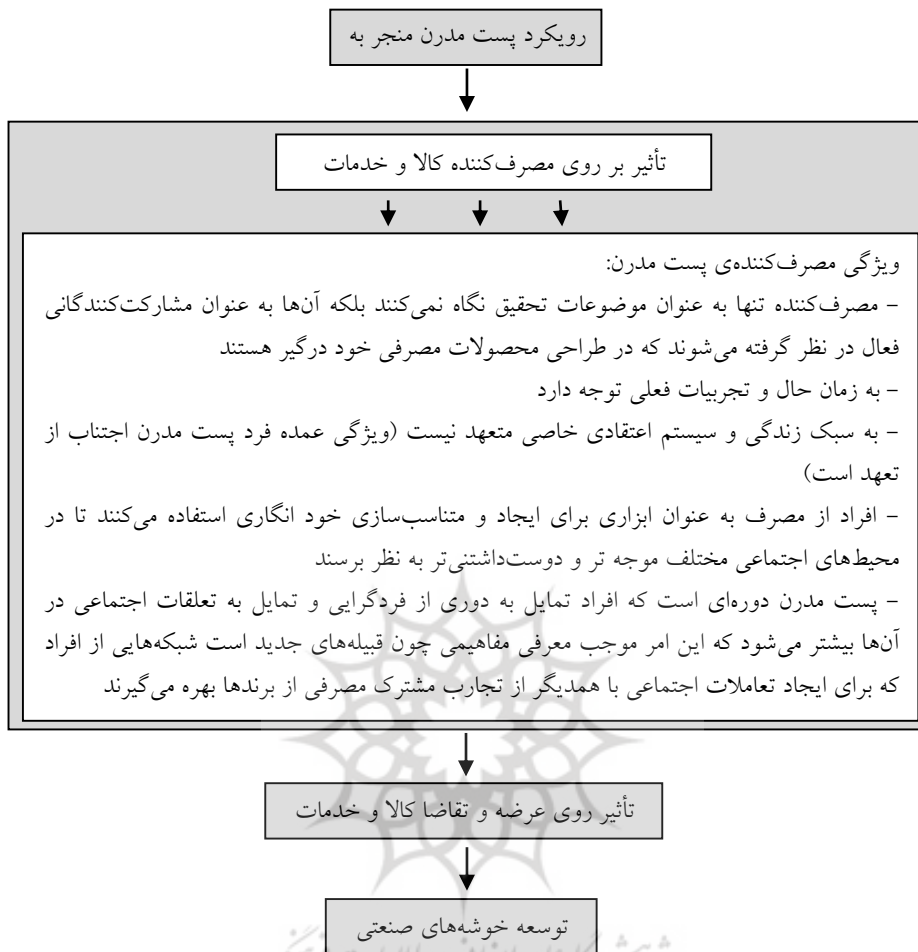 رویکرد پست مدرن منجر به
تأثیر بر روی مصرف‌کننده کالا و خدمات
ویژگی مصرف‌کننده‌ی پست مدرن:
- مصرف‌کننده تنها به عنوان موضوعات تحقیق نگاه نمی‌کنند بلکه آن‌ها به عنوان مشارکت‌کنندگانی
فعال در نظر گرفته می‌شوند که در طراحی محصولات مصرفی خود درگیر هستند
- به زمان حال و تجربیات فعلی توجه دارد
- به سبک زندگی و سیستم اعتقادی خاصی متعهد نیست (ویژگی عمده فرد پست مدرن اجتناب از
تعهد است)
- افراد از مصرف به عنوان ابزاری برای ایجاد و متناسب‌سازی خود انگاری استفاده می‌کنند تا در
محیط‌های اجتماعی مختلف موجه تر و دوست‌داشتنی‌تر به نظر برسند
- پست مدرن دوره‌ای است که افراد تمایل به دوری از فردگرایی و تمایل به تعلقات اجتماعی در
آن‌ها بیشتر می‌شود که این امر موجب معرفی مفاهیمی چون قبیله‌های جدید است شبکه‌هایی از افراد
که برای ایجاد تعاملات اجتماعی با همدیگر از تجارب مشترک مصرفی از برندها بهره می‌گیرند
تأثیر روی عرضه و تقاضا کالا و خدمات
توسعه خوشه‌های صنعتی